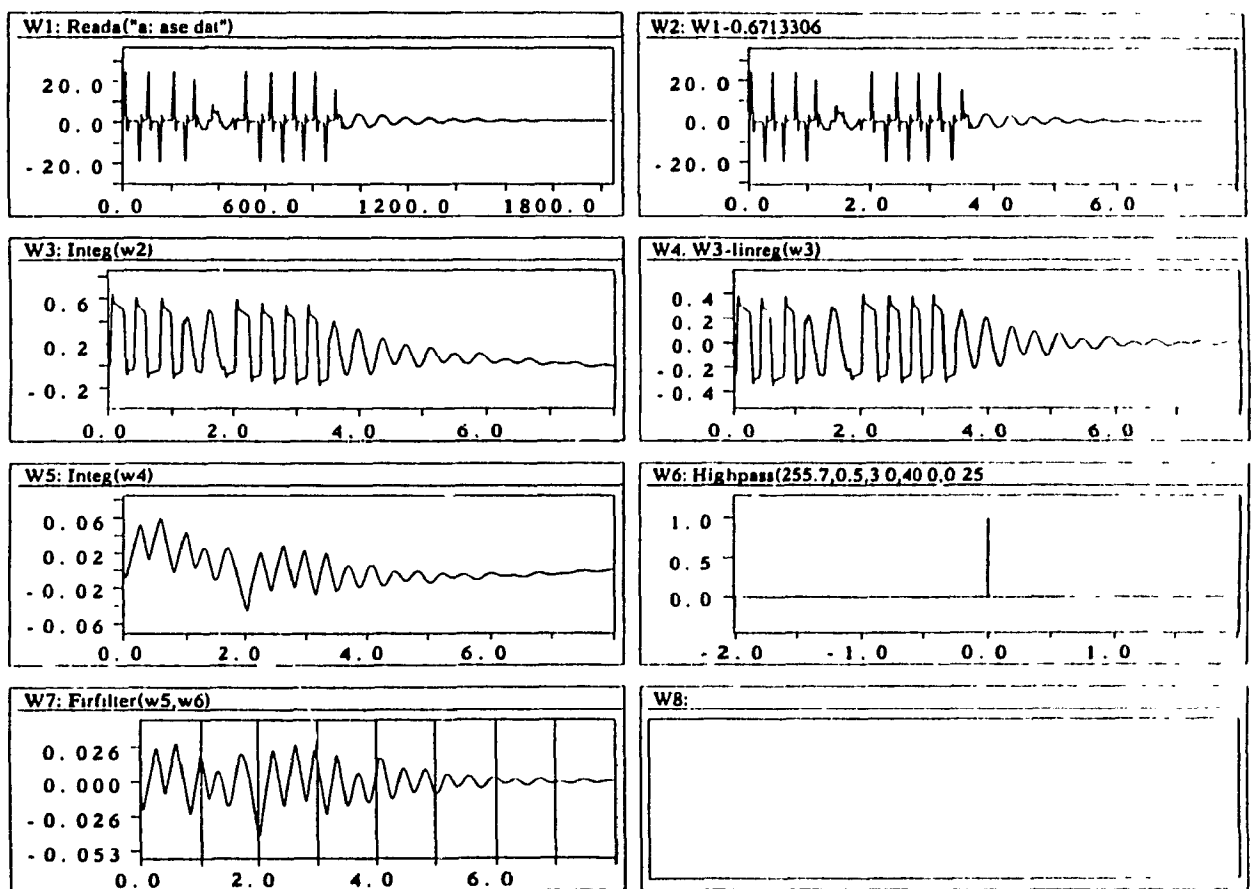 W1: Reada("a: ase dat")
20.0
0.0
-20.0
0.0 600.0 1200.0 1800.0
W2: W1-0.6713306
20.0
0.0
-20.0
0.0 2.0 4 0 6.0
W3: Integ(w2)
0.6
0.2
-0.2
0.0 2.0 4.0 6.0
W4. W3-linreg(w3)
0.4
0.2
0.0
-0.2
-0.4
0.0 2.0 4.0 6.0
W5: Integ(w4)
0.06
0.02
-0.02
-0.06
0.0 2.0 4.0 6.0
W6: Highpass(255.7,0.5,3 0,40 0,0 25
1.0
0.5
0.0
-2.0 -1.0 0.0 1.0
W7: Firfilter(w5,w6)
0.026
0.000
-0.026
-0.053
0.0 2.0 4.0 6.0
W8: